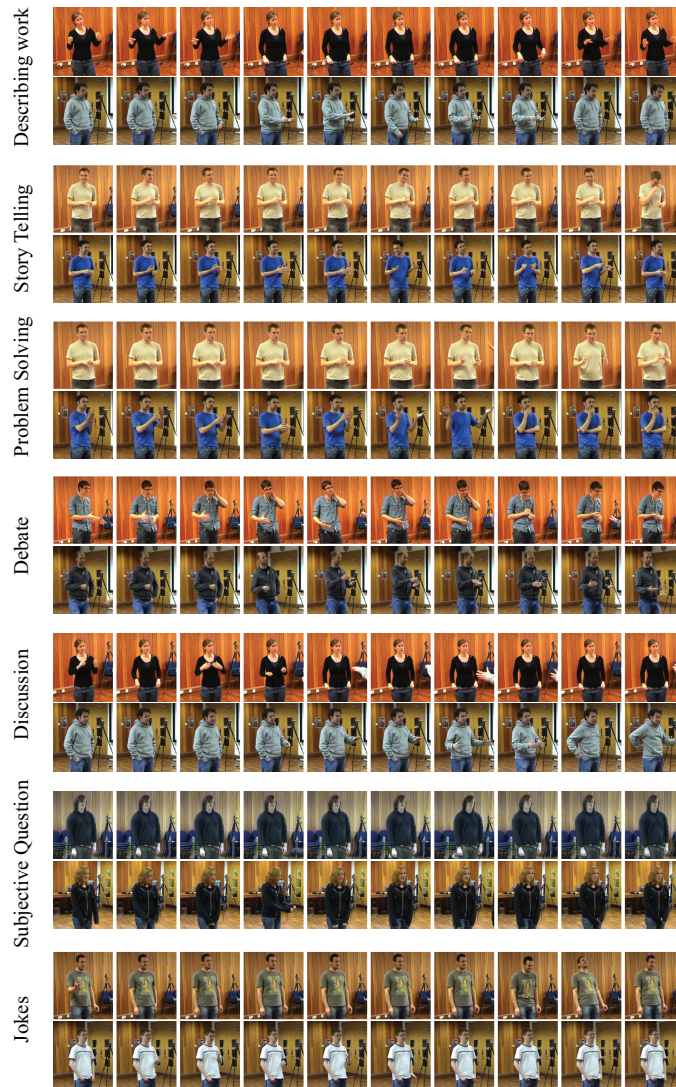 Describing work
Story Telling
Problem Solving
Debate
Discussion
Subjective Question
Jokes